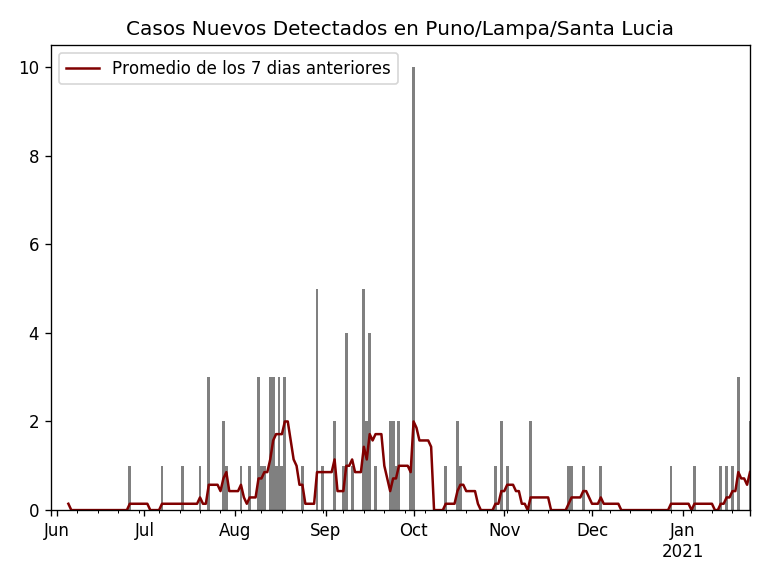 Casos Nuevos Detectados en Puno/Lampa/Santa Lucia
Promedio de los 7 dias anteriores
10
8
6
4
2
0
Jun Jul Aug Sep Oct Nov Dec Jan
2021